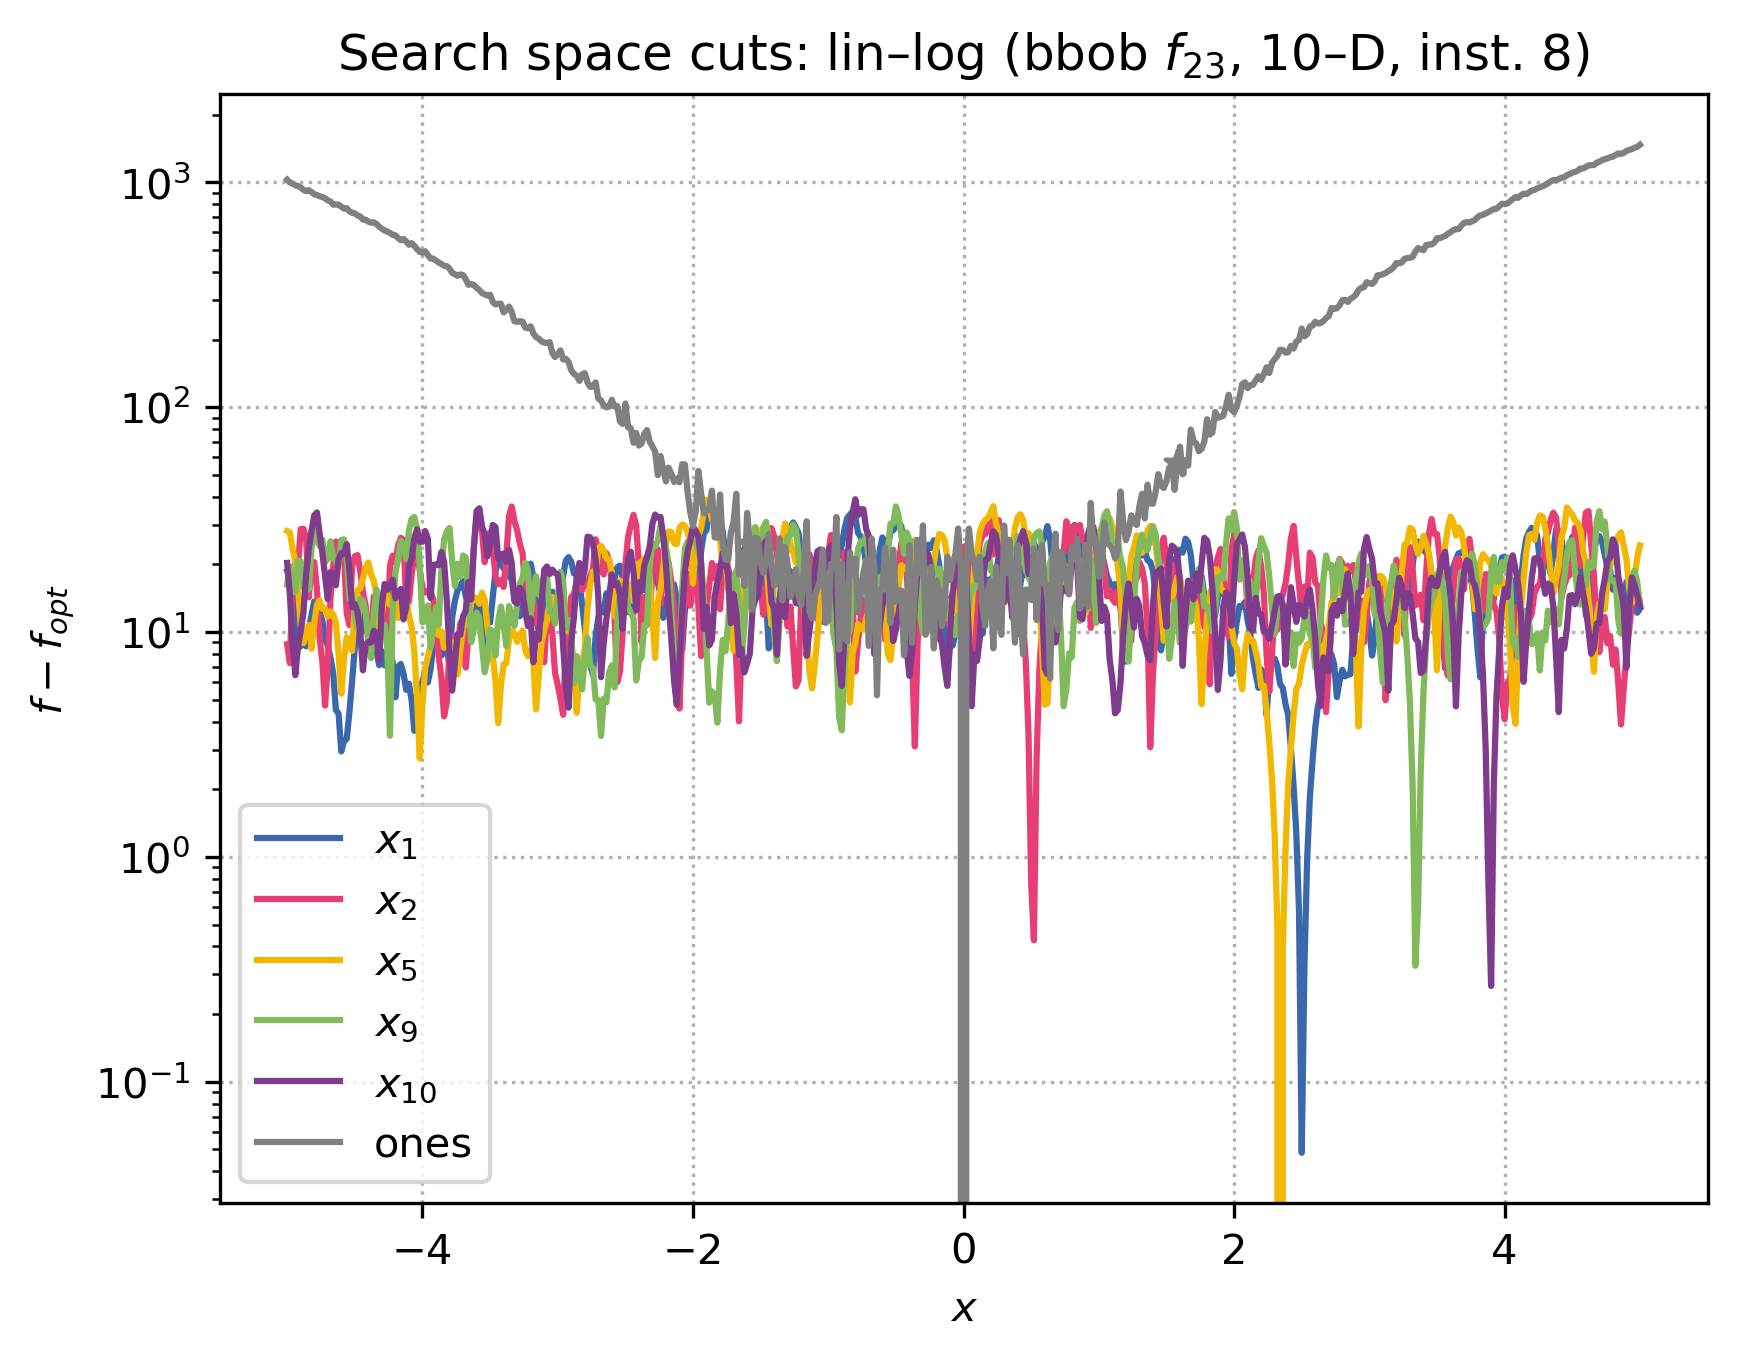 Search space cuts: lin–log (bbob f₂₃, 10–D, inst. 8)
f − f_opt
10³
10²
10¹
10⁰
10⁻¹
x₁
x₂
x₅
x₉
x₁₀
ones
−4 −2 0 2 4
x